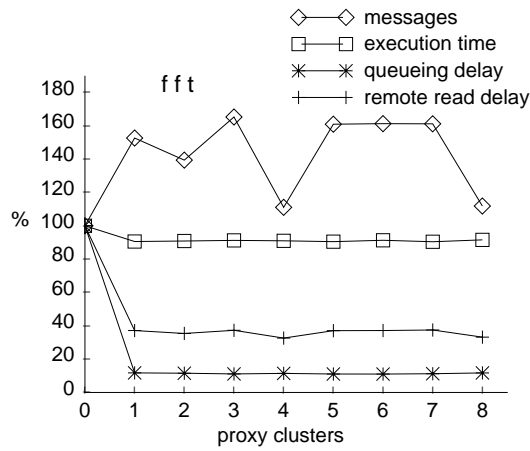 messages
execution time
queueing delay
remote read delay
f f t
180
160
140
120
%
100
80
60
40
20
0
0 1 2 3 4 5 6 7 8
proxy clusters